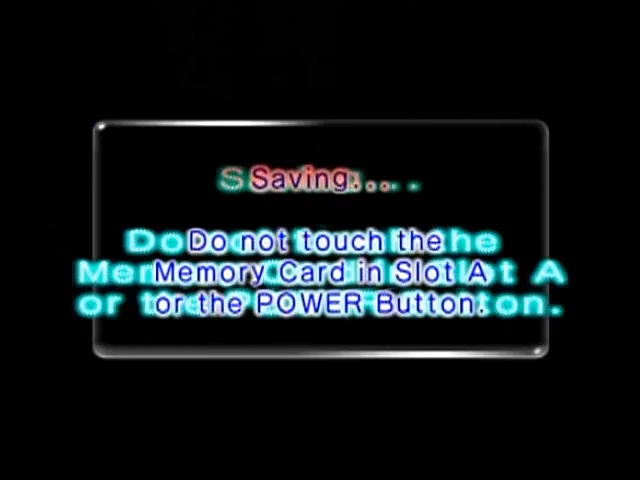 Saving...
Do not touch the
Memory Card in Slot A
or the POWER Button.